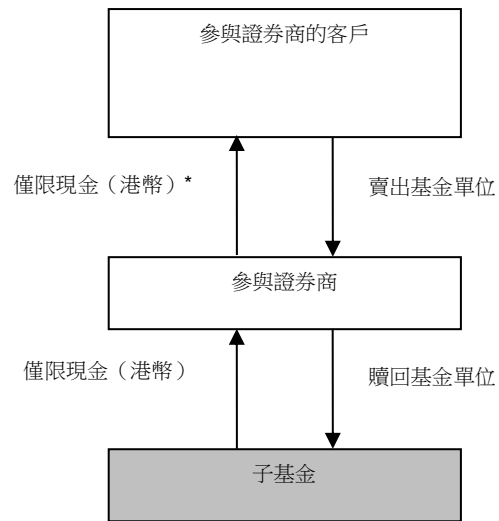 參與證券商的客戶
僅限現金（港幣）*
賣出基金單位
參與證券商
僅限現金（港幣）
贖回基金單位
子基金